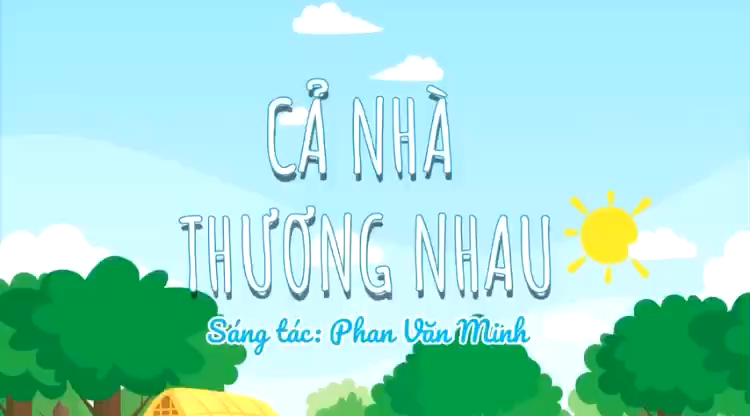 CẢ NHÀ
THƯƠNG NHAU
Sáng tác: Phan Văn Minh